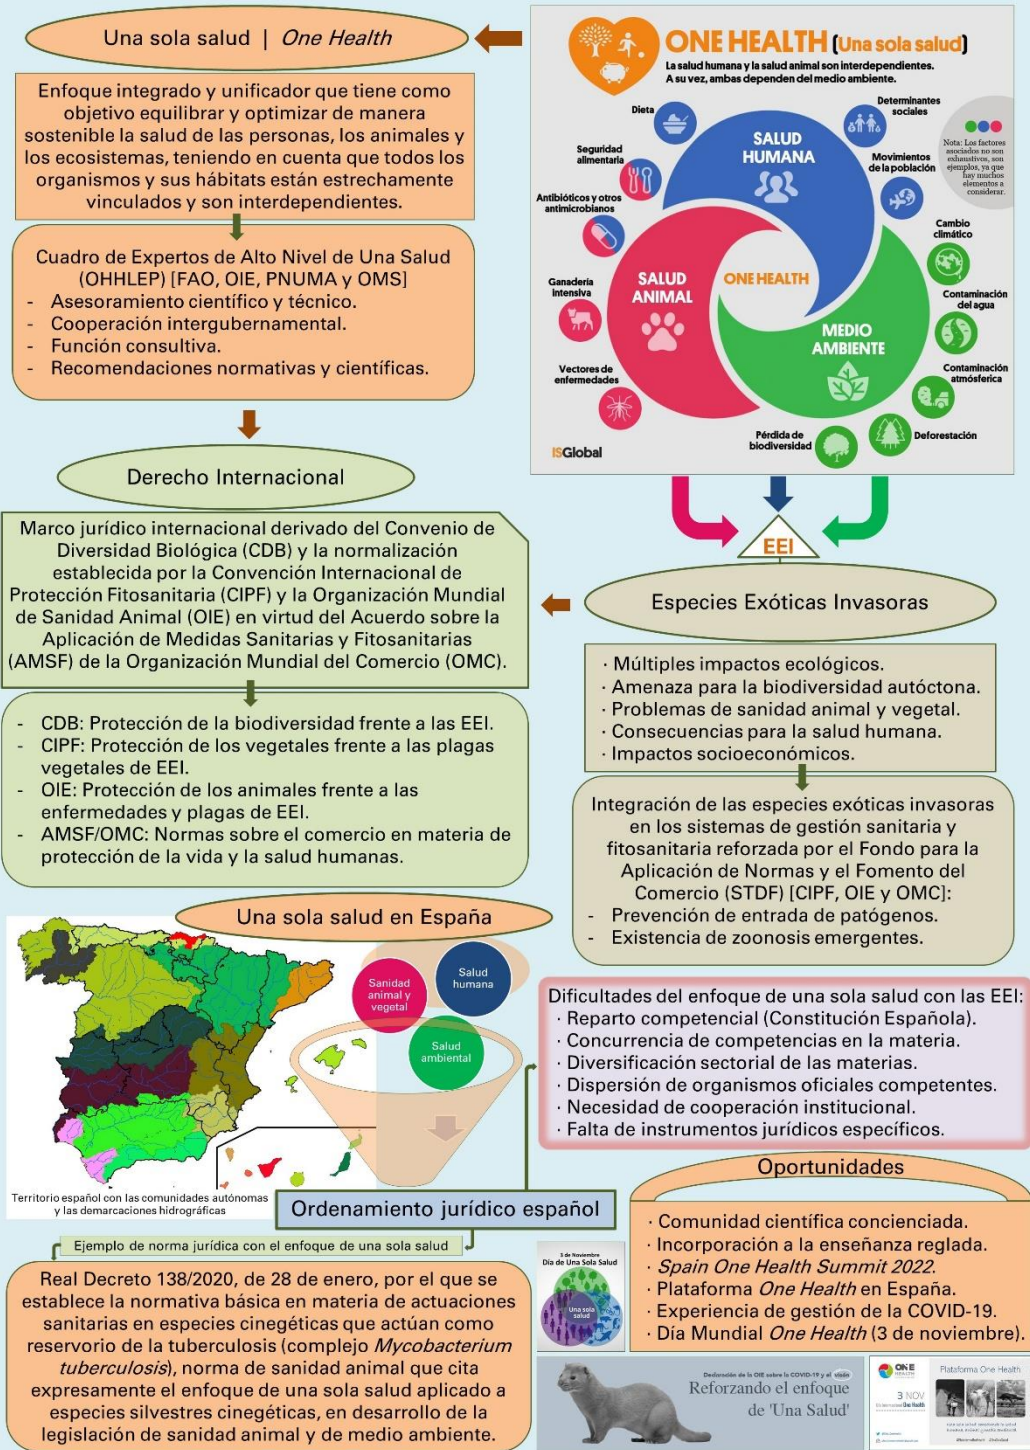 Una sola salud | One Health
Enfoque integrado y unificador que tiene como
objetivo equilibrar y optimizar de manera
sostenible la salud de las personas, los animales y
los ecosistemas, teniendo en cuenta que todos los
organismos y sus hábitats están estrechamente
vinculados y son interdependientes.
Cuadro de Expertos de Alto Nivel de Una Salud
(OHHLEP) [FAO, OIE, PNUMA y OMS]
- Asesoramiento científico y técnico.
- Cooperación intergubernamental.
- Función consultiva.
- Recomendaciones normativas y científicas.
ONE HEALTH (Una sola salud)
La salud humana y la salud animal son interdependientes.
A su vez, ambas dependen del medio ambiente.
Dieta
Seguridad
alimentaria
Antibióticos y otros
antimicrobianos
Ganadería
intensiva
Vectores de
enfermedades
SALUD
HUMANA
SALUD
ANIMAL
ONE HEALTH
MEDIO
AMBIENTE
Determinantes
sociales
Movimientos
de la población
Nota: Los factores
asociados no son
exhaustivos, son
ejemplos, ya que
hay muchos
elementos a
considerar.
Cambio
climático
Contaminación
del agua
Contaminación
atmósferica
Deforestación
Pérdida de
biodiversidad
ISGlobal
Derecho Internacional
Marco jurídico internacional derivado del Convenio de
Diversidad Biológica (CDB) y la normalización
establecida por la Convención Internacional de
Protección Fitosanitaria (CIPF) y la Organización Mundial
de Sanidad Animal (OIE) en virtud del Acuerdo sobre la
Aplicación de Medidas Sanitarias y Fitosanitarias
(AMSF) de la Organización Mundial del Comercio (OMC).
- CDB: Protección de la biodiversidad frente a las EEI.
- CIPF: Protección de los vegetales frente a las plagas
vegetales de EEI.
- OIE: Protección de los animales frente a las
enfermedades y plagas de EEI.
- AMSF/OMC: Normas sobre el comercio en materia de
protección de la vida y la salud humanas.
EEI
Especies Exóticas Invasoras
· Múltiples impactos ecológicos.
· Amenaza para la biodiversidad autóctona.
· Problemas de sanidad animal y vegetal.
· Consecuencias para la salud humana.
· Impactos socioeconómicos.
Integración de las especies exóticas invasoras
en los sistemas de gestión sanitaria y
fitosanitaria reforzada por el Fondo para la
Aplicación de Normas y el Fomento del
Comercio (STDF) [CIPF, OIE y OMC]:
- Prevención de entrada de patógenos.
- Existencia de zoonosis emergentes.
Una sola salud en España
Sanidad
animal y
vegetal
Salud
humana
Salud
ambiental
Territorio español con las comunidades autónomas
y las demarcaciones hidrográficas
Dificultades del enfoque de una sola salud con las EEI:
· Reparto competencial (Constitución Española).
· Concurrencia de competencias en la materia.
· Diversificación sectorial de las materias.
· Dispersión de organismos oficiales competentes.
· Necesidad de cooperación institucional.
· Falta de instrumentos jurídicos específicos.
Ordenamiento jurídico español
Ejemplo de norma jurídica con el enfoque de una sola salud
Real Decreto 138/2020, de 28 de enero, por el que se
establece la normativa básica en materia de actuaciones
sanitarias en especies cinegéticas que actúan como
reservorio de la tuberculosis (complejo Mycobacterium
tuberculosis), norma de sanidad animal que cita
expresamente el enfoque de una sola salud aplicado a
especies silvestres cinegéticas, en desarrollo de la
legislación de sanidad animal y de medio ambiente.
Oportunidades
· Comunidad científica concienciada.
· Incorporación a la enseñanza reglada.
· Spain One Health Summit 2022.
· Plataforma One Health en España.
· Experiencia de gestión de la COVID-19.
· Día Mundial One Health (3 de noviembre).
3 de Noviembre
Día de Una Sola Salud
Una sola
salud
Declaración de la OIE sobre la COVID-19 y el visón
Reforzando el enfoque
de 'Una Salud'
ONE
HEALTH
3 NOV
Plataforma One Health